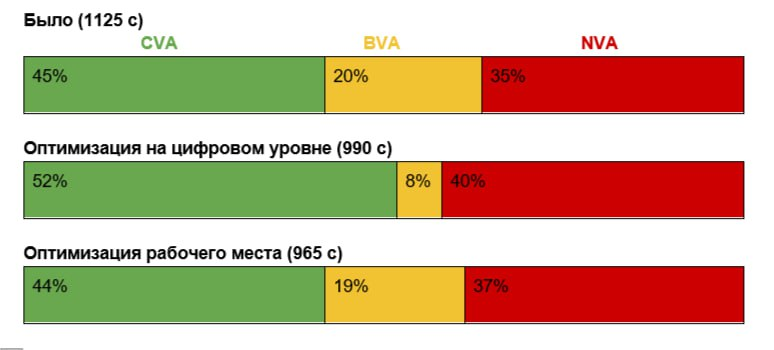 Было (1125 с)
CVA BVA NVA
45% 20% 35%
Оптимизация на цифровом уровне (990 с)
52% 8% 40%
Оптимизация рабочего места (965 с)
44% 19% 37%